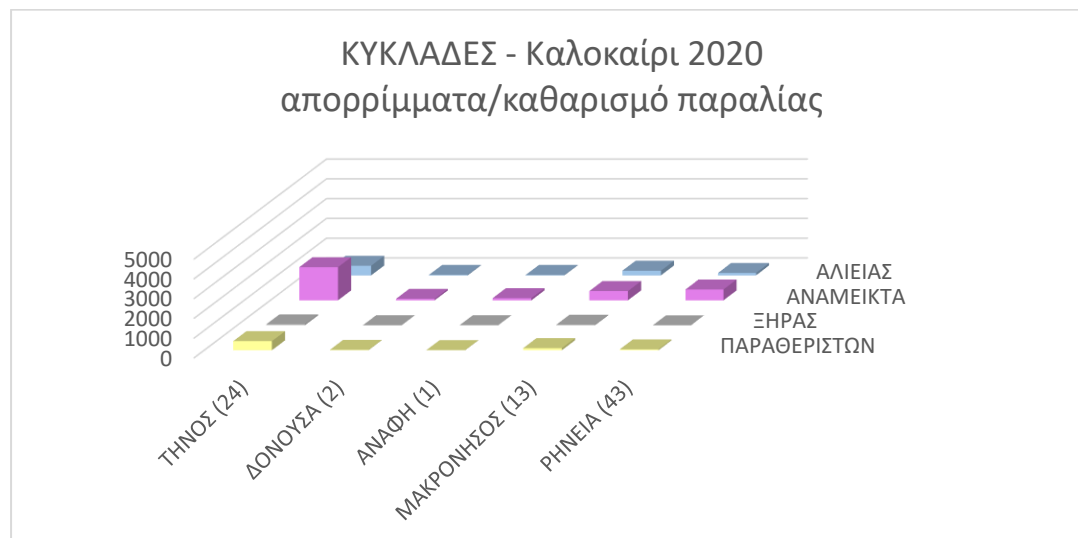 ΚΥΚΛΑΔΕΣ - Καλοκαίρι 2020
απορρίμματα/καθαρισμό παραλίας
5000
4000
3000
2000
1000
0
ΑΛΙΕΙΑΣ
ΑΝΑΜΕΙΚΤΑ
ΞΗΡΑΣ
ΠΑΡΑΘΕΡΙΣΤΩΝ
ΤΗΝΟΣ (24)
ΔΟΝΟΥΣΑ (2)
ΑΝΑΦΗ (1)
ΜΑΚΡΟΝΗΣΟΣ (13)
ΡΗΝΕΙΑ (43)